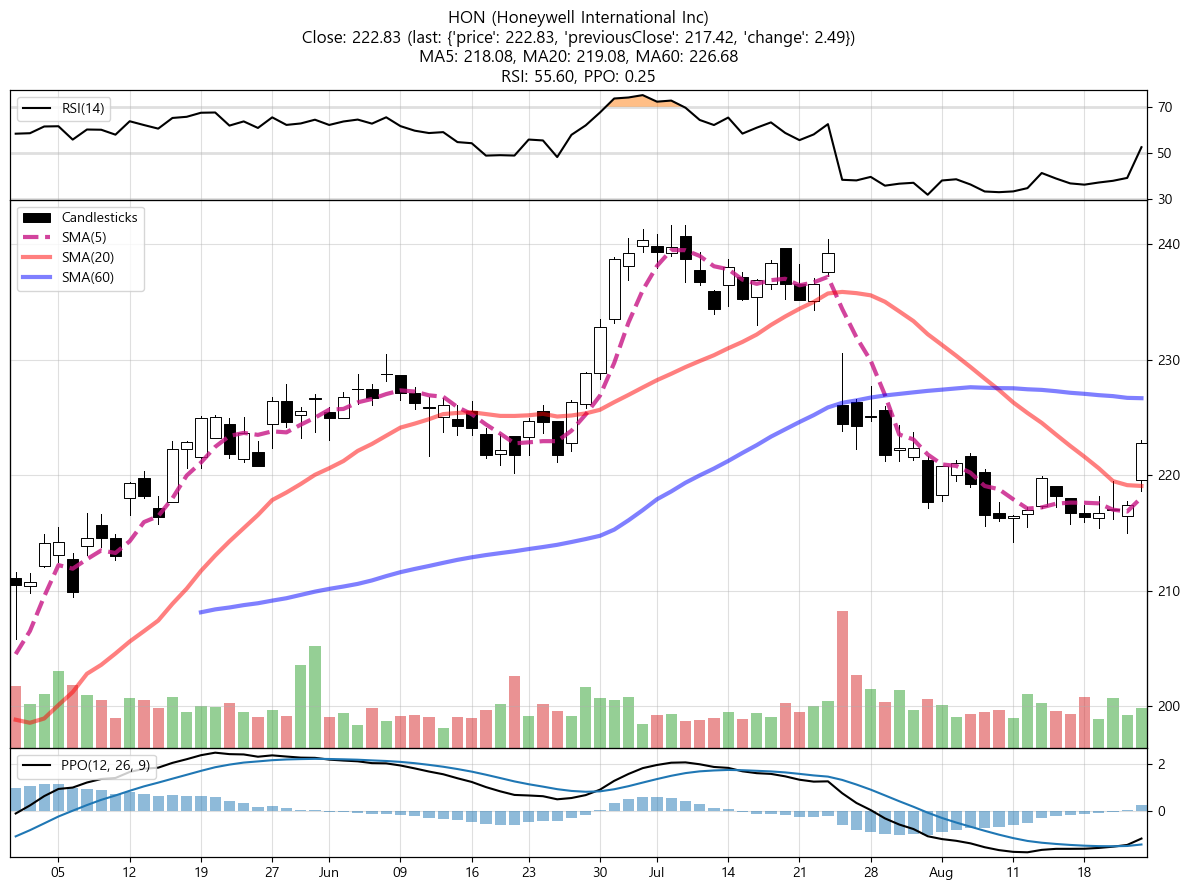 HON (Honeywell International Inc)
Close: 222.83 (last: {'price': 222.83, 'previousClose': 217.42, 'change': 2.49})
MA5: 218.08, MA20: 219.08, MA60: 226.68
RSI: 55.60, PPO: 0.25
RSI(14)
70
50
30
Candlesticks
SMA(5)
SMA(20)
SMA(60)
240
230
220
210
200
PPO(12, 26, 9)
2
0
05 12 19 27 Jun 09 16 23 30 Jul 14 21 28 Aug 11 18